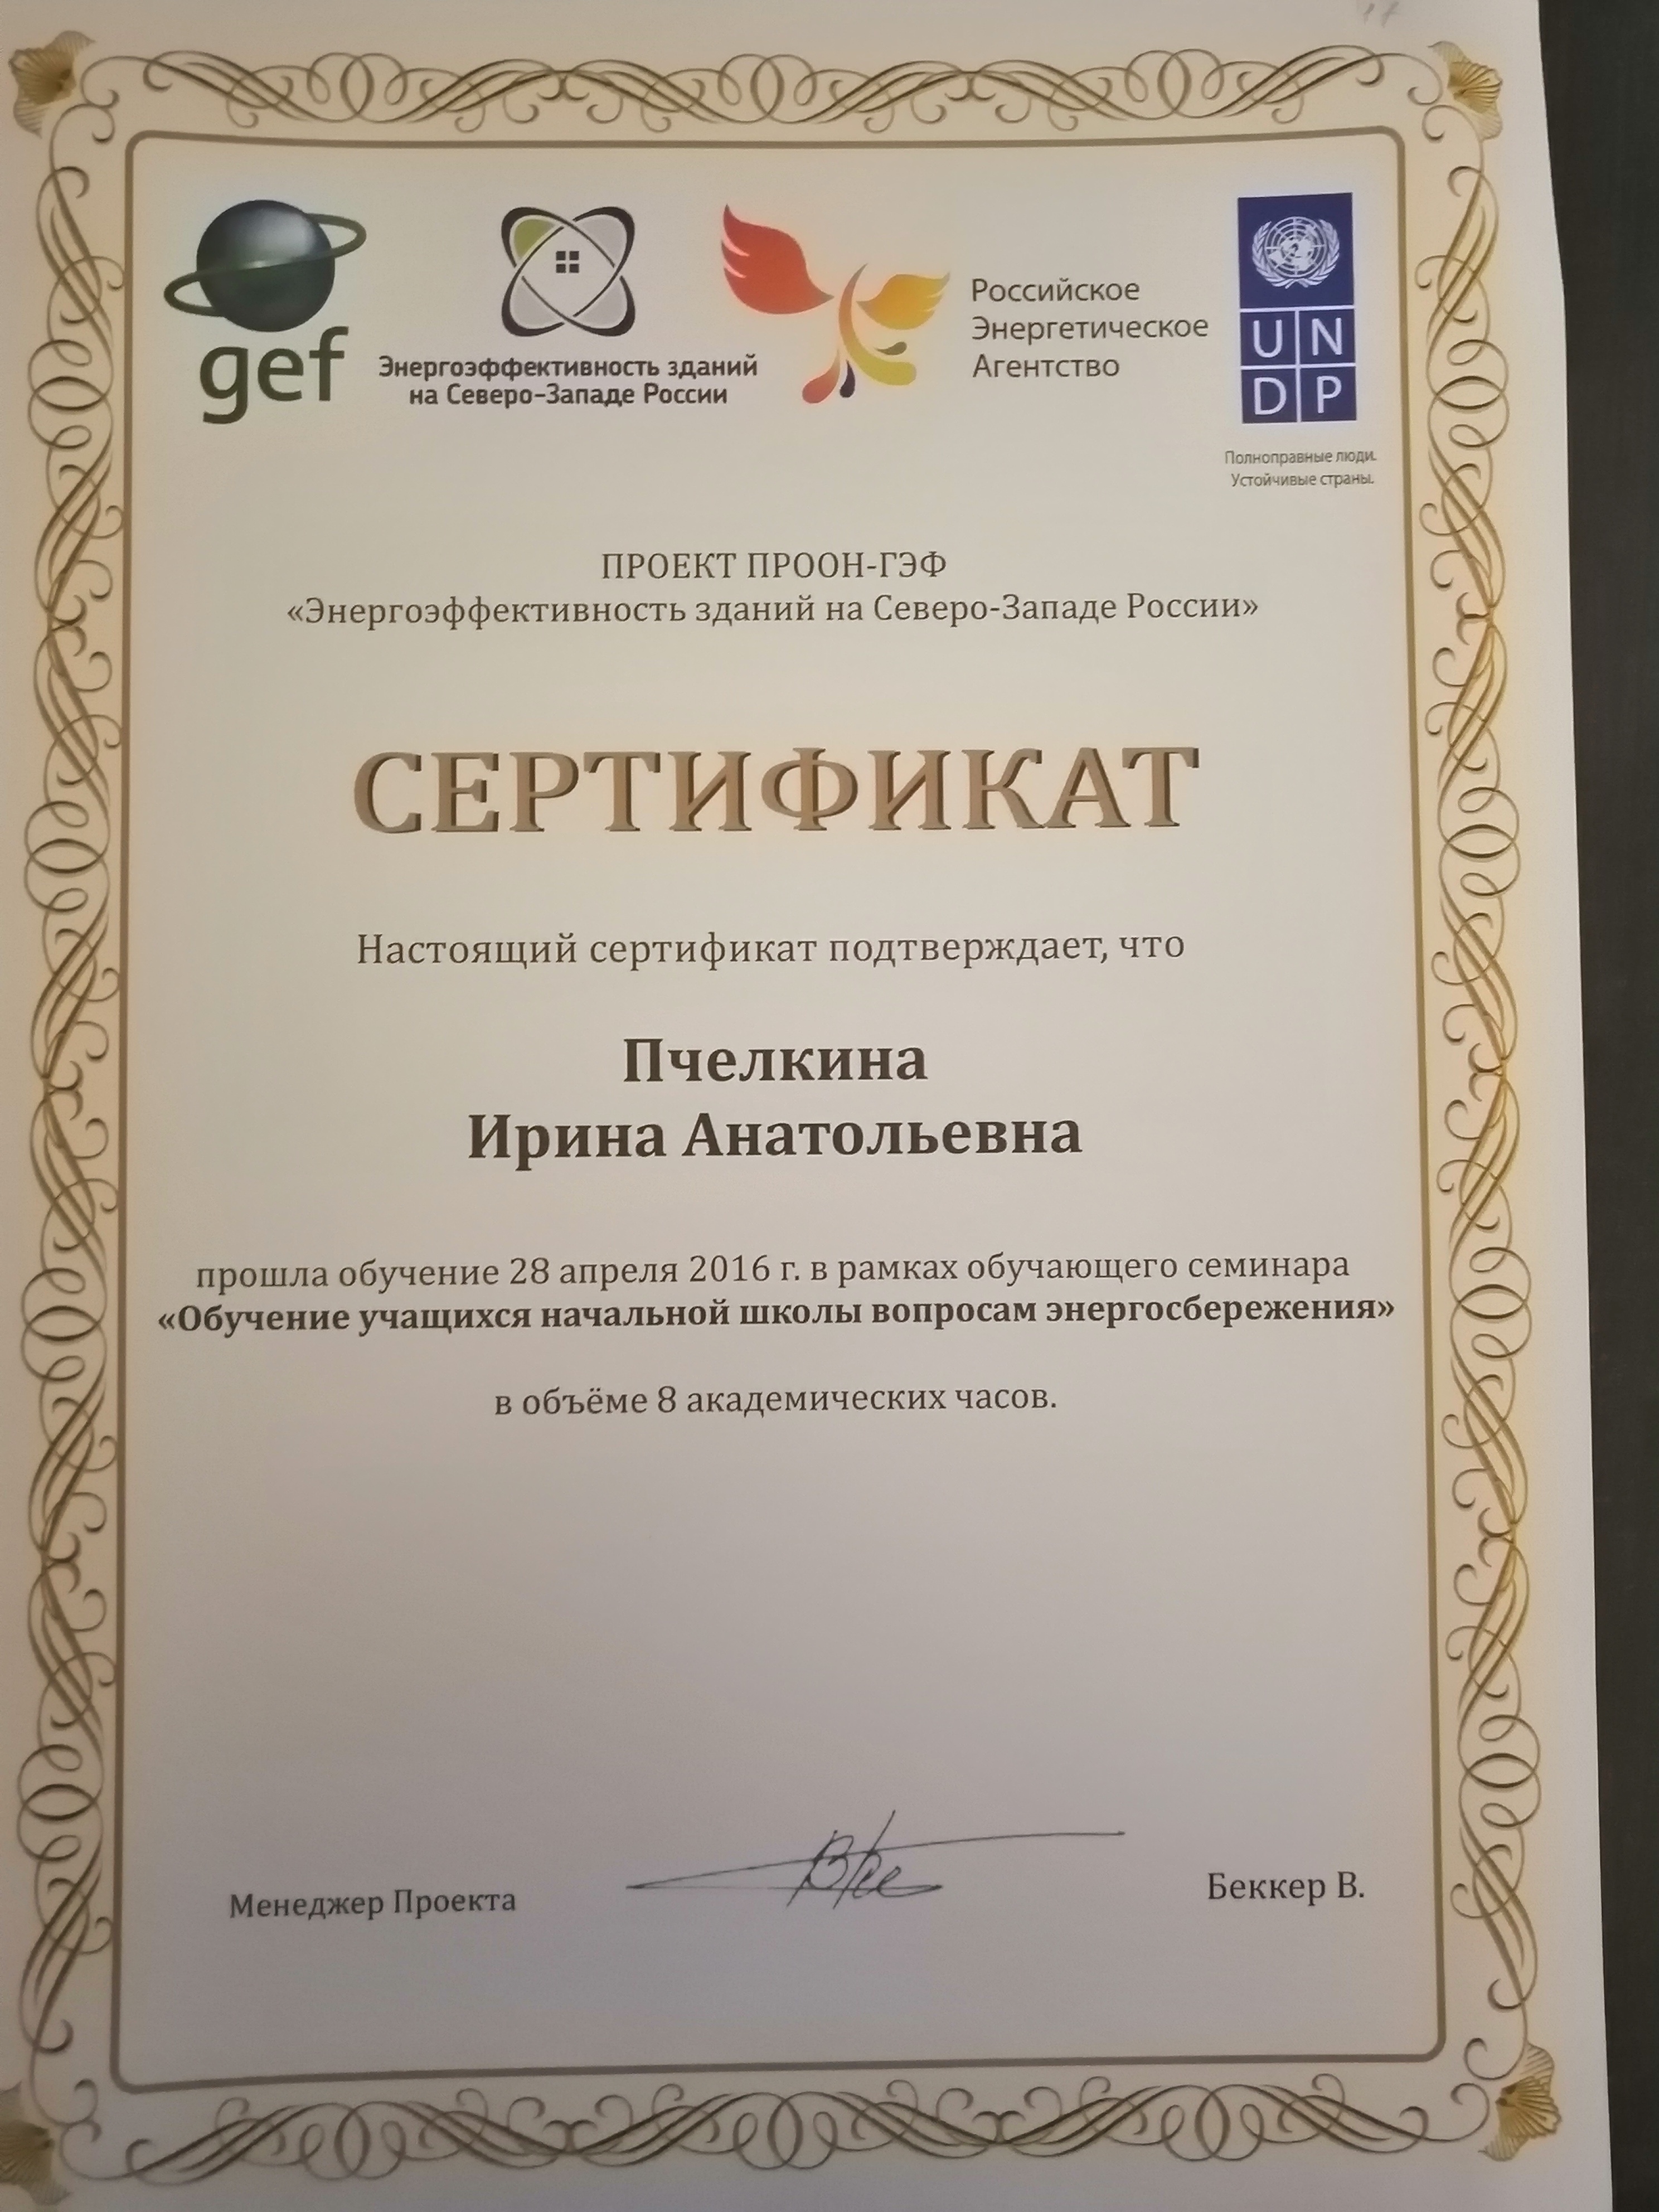 gef
Энергоэффективность зданий
на Северо-Западе России
Российское
Энергетическое
Агентство
UN
DP
Полноправные люди.
Устойчивые страны.
ПРОЕКТ ПРООН-ГЭФ
«Энергоэффективность зданий на Северо-Западе России»
СЕРТИФИКАТ
Настоящий сертификат подтверждает, что
Пчелкина
Ирина Анатольевна
прошла обучение 28 апреля 2016 г. в рамках обучающего семинара
«Обучение учащихся начальной школы вопросам энергосбережения»
в объёме 8 академических часов.
Менеджер Проекта
Беккер В.